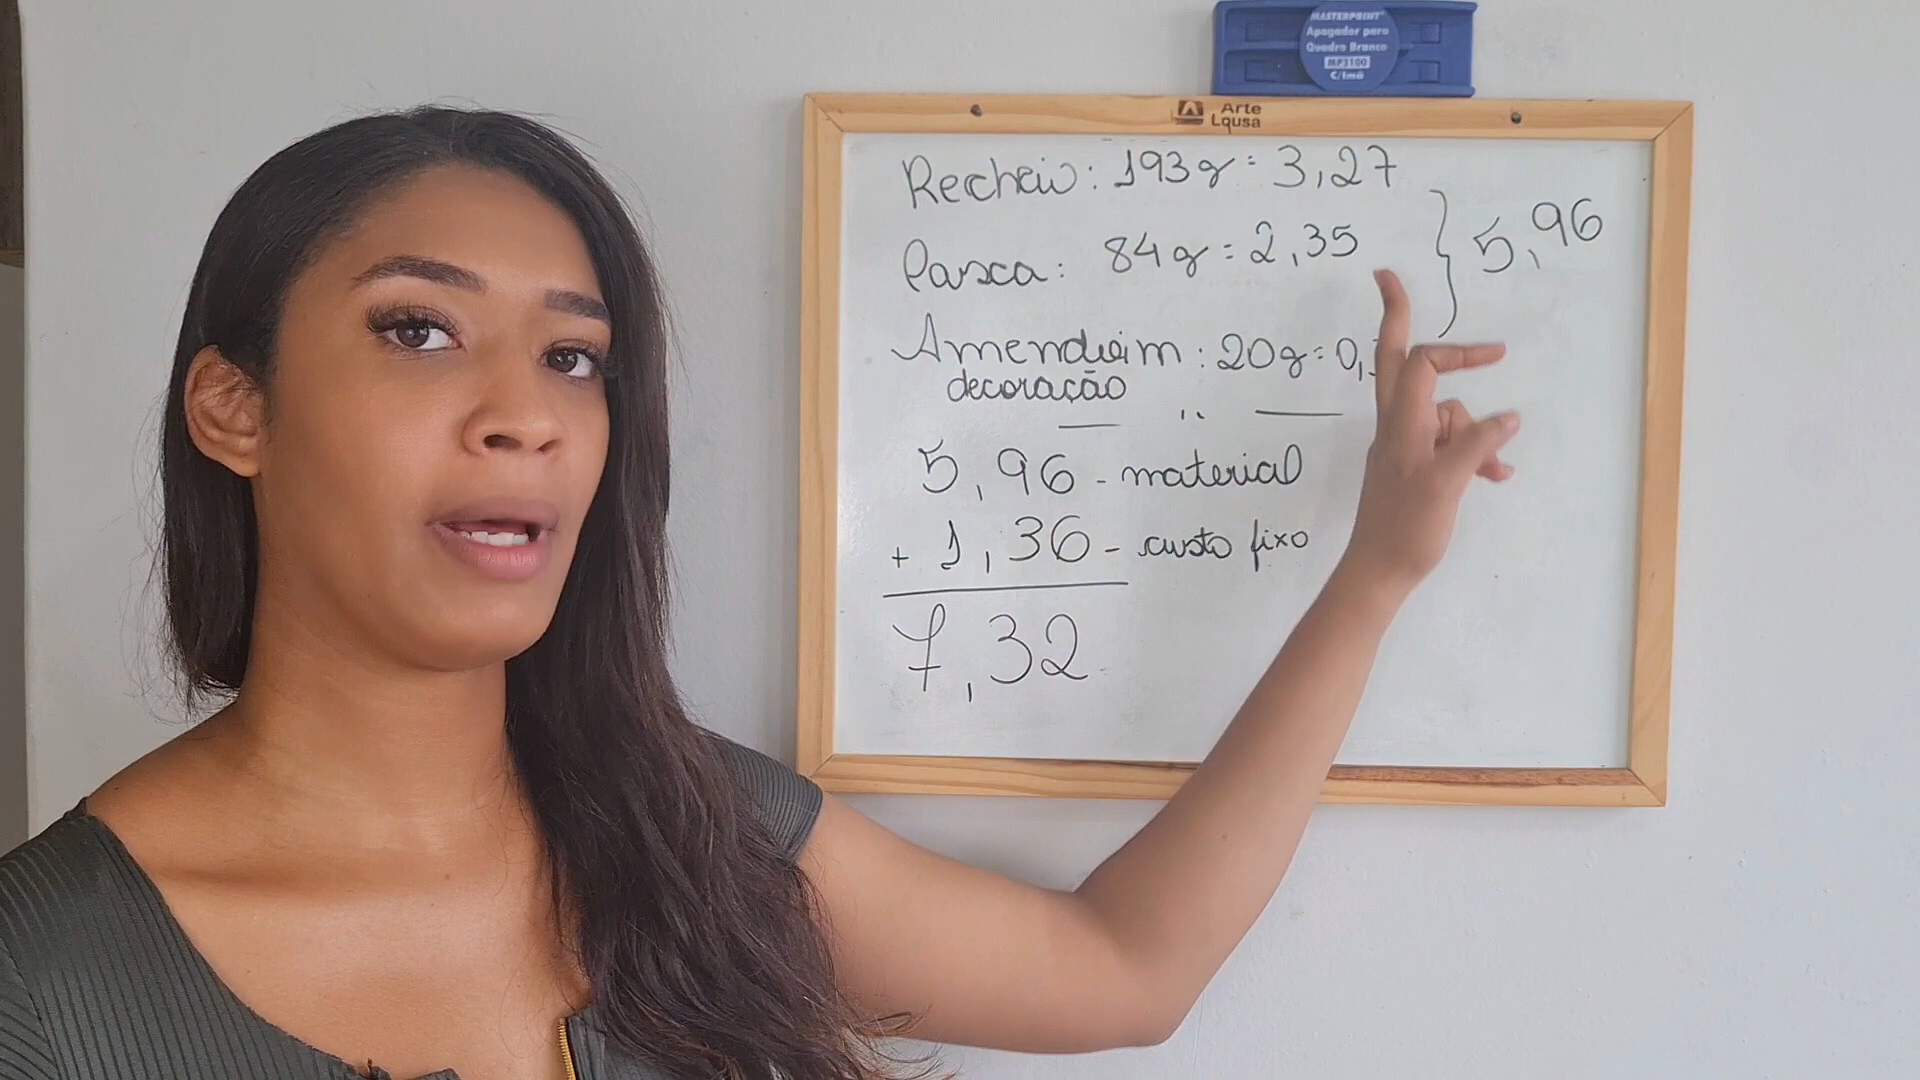 MASTERPRINT
Apagador para
Quadro Branco
MP3100
C/Imã
Arte
Lousa
Recheio: 193g = 3,27
Casca: 84g = 2,35
} 5,96
Amendoim: 20g = 0,
decoração
5,96 - material
+ 1,36 - custo fixo
7,32